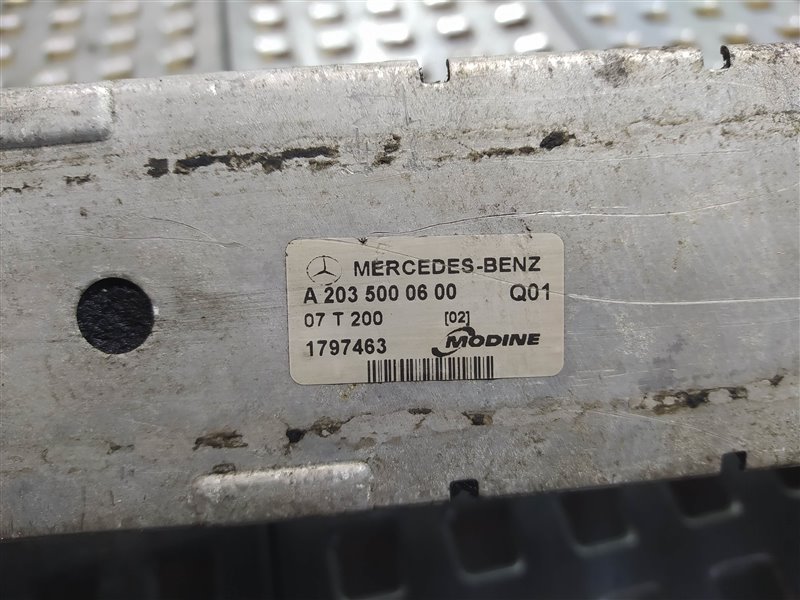 MERCEDES-BENZ
A 203 500 06 00 Q01
07 T 200 [02]
1797463 MODINE